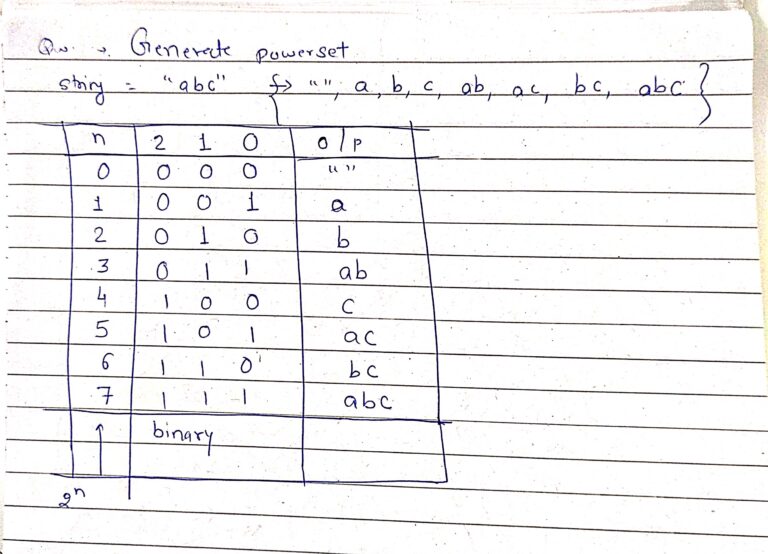 Qn. Generate powerset
string = "abc" { → "", a, b, c, ab, ac, bc, abc }
n 2 1 0 o/p
0 0 0 0 " "
1 0 0 1 a
2 0 1 0 b
3 0 1 1 ab
4 1 0 0 c
5 1 0 1 ac
6 1 1 0 bc
7 1 1 1 abc
↑ binary
2ⁿ